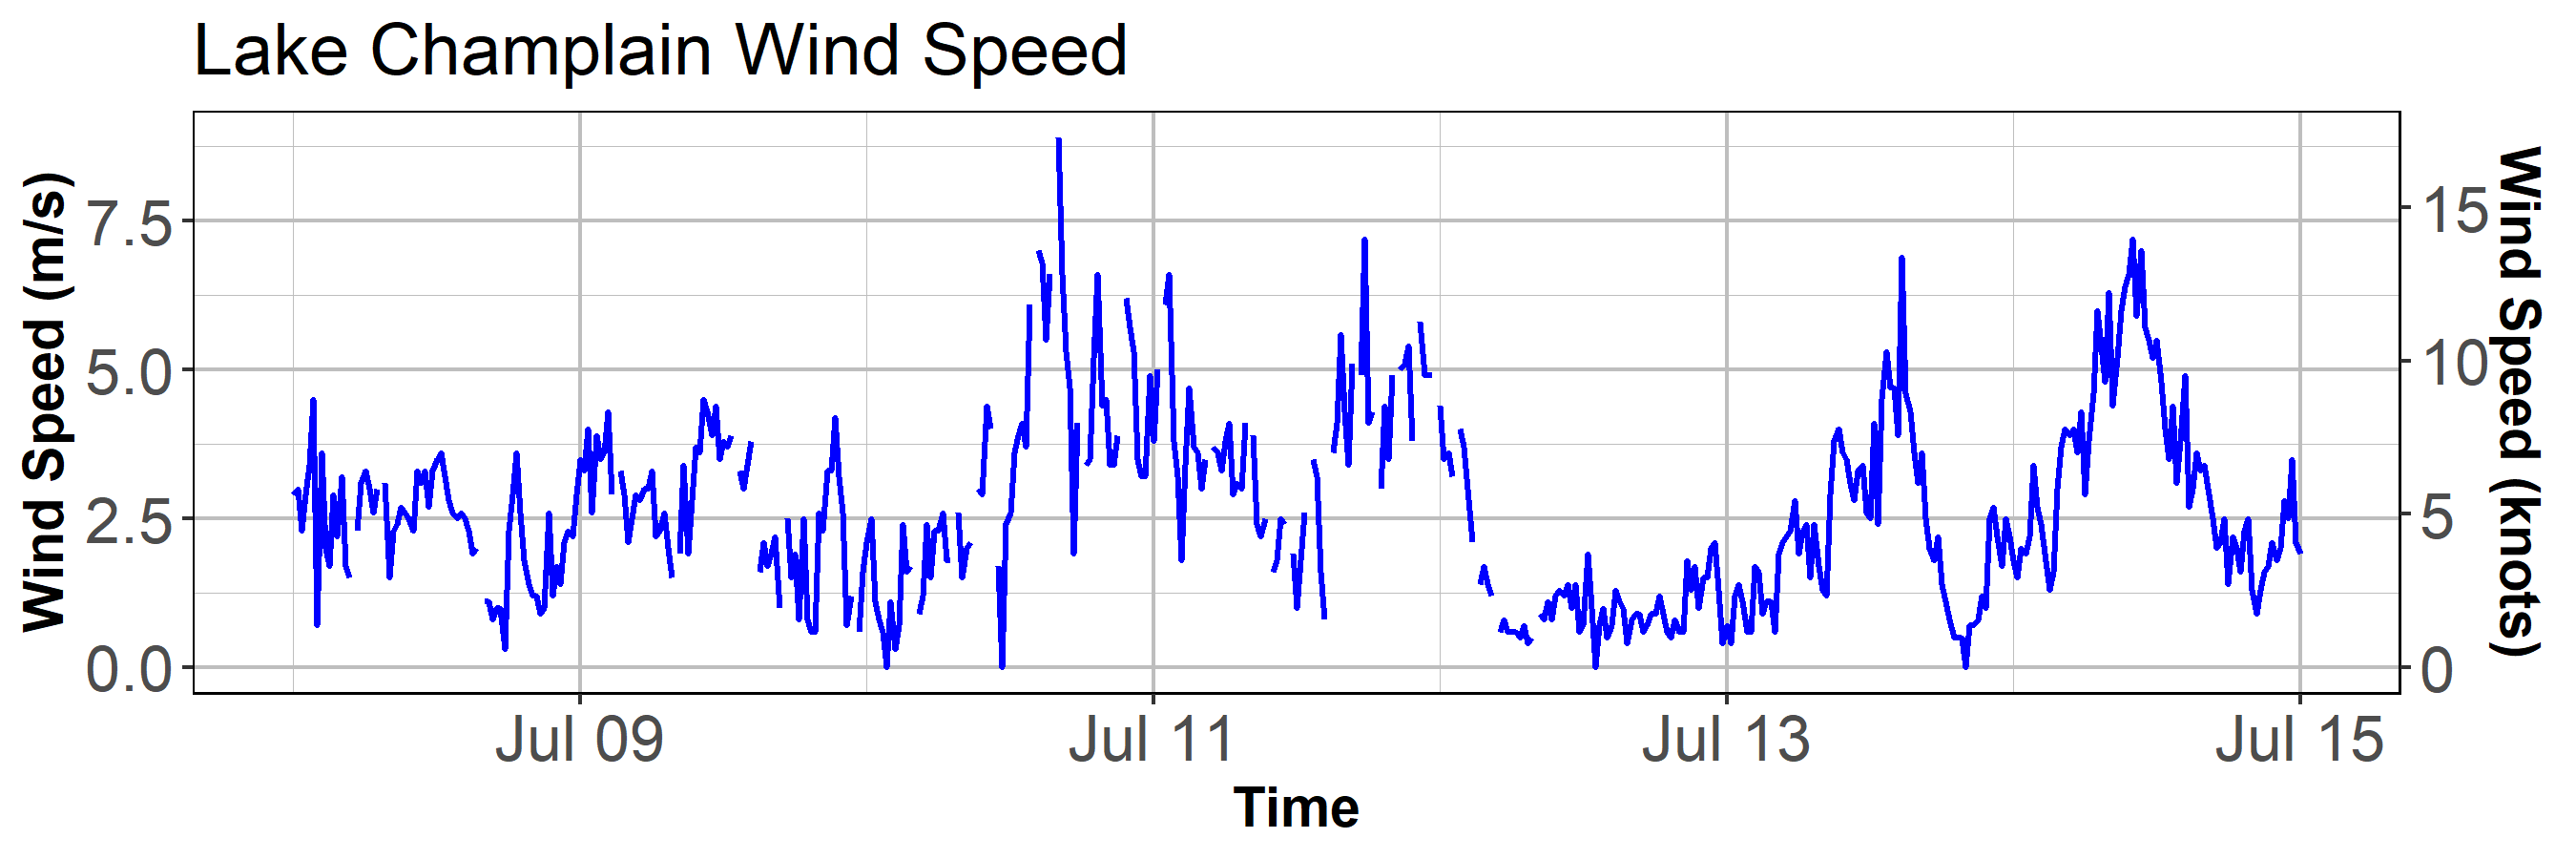 Lake Champlain Wind Speed
Wind Speed (m/s)
7.5
5.0
2.5
0.0
15
10
5
0
Wind Speed (knots)
Jul 09
Jul 11
Jul 13
Jul 15
Time